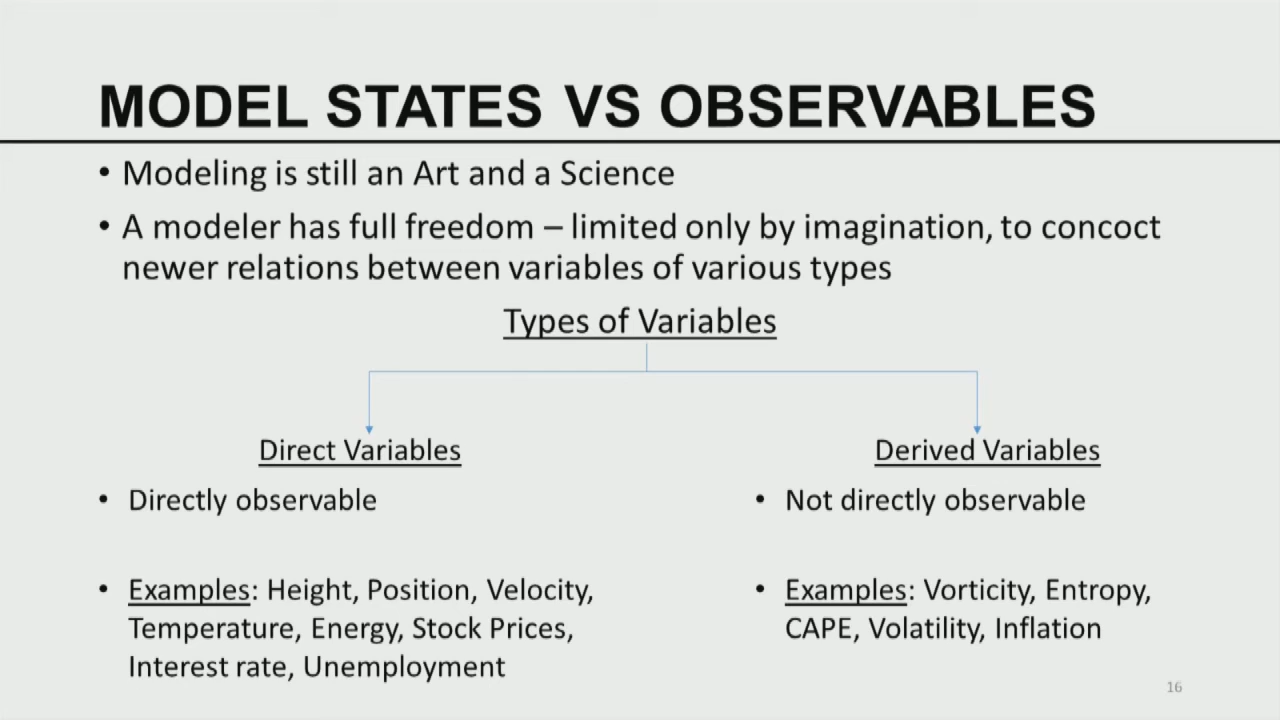 MODEL STATES VS OBSERVABLES
• Modeling is still an Art and a Science
• A modeler has full freedom – limited only by imagination, to concoct
newer relations between variables of various types
Types of Variables
Direct Variables
• Directly observable
• Examples: Height, Position, Velocity,
Temperature, Energy, Stock Prices,
Interest rate, Unemployment
Derived Variables
• Not directly observable
• Examples: Vorticity, Entropy,
CAPE, Volatility, Inflation
16